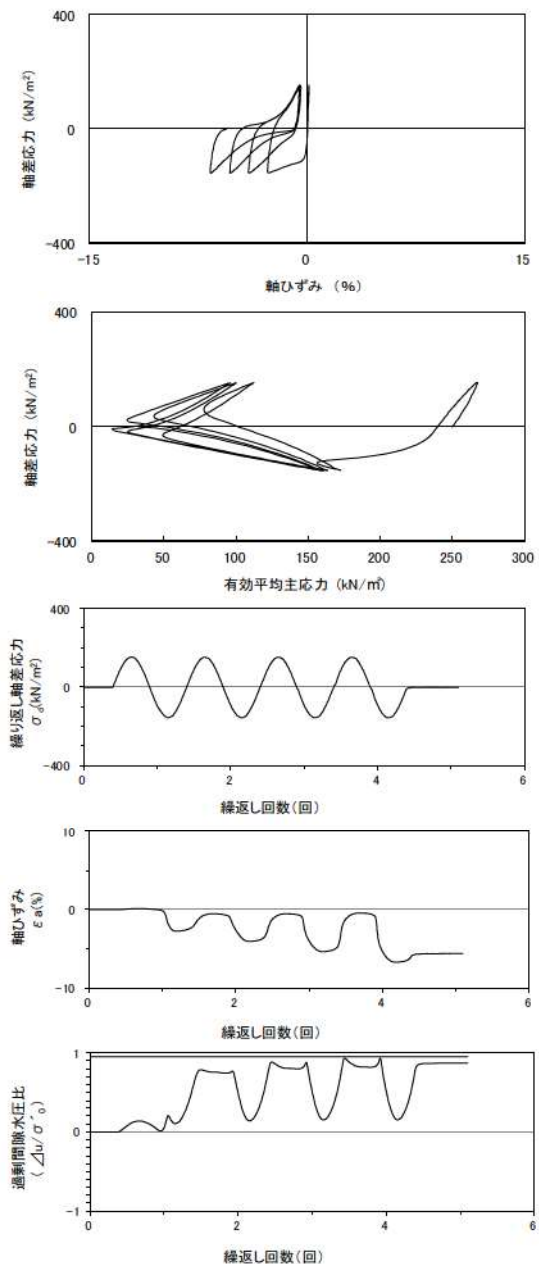 軸差応力 (kN/m²)
400
0
-400
-15
0
15
軸ひずみ (%)
軸差応力 (kN/m²)
400
0
-400
0
50
100
150
200
250
300
有効平均主応力 (kN/㎡)
繰り返し軸差応力
σd(kN/m²)
400
0
-400
0
2
4
6
繰返し回数(回)
軸ひずみ
εa(%)
10
0
-10
0
2
4
6
繰返し回数(回)
過剰間隙水圧比
(⊿u/σ´0)
1
0
-1
0
2
4
6
繰返し回数(回)